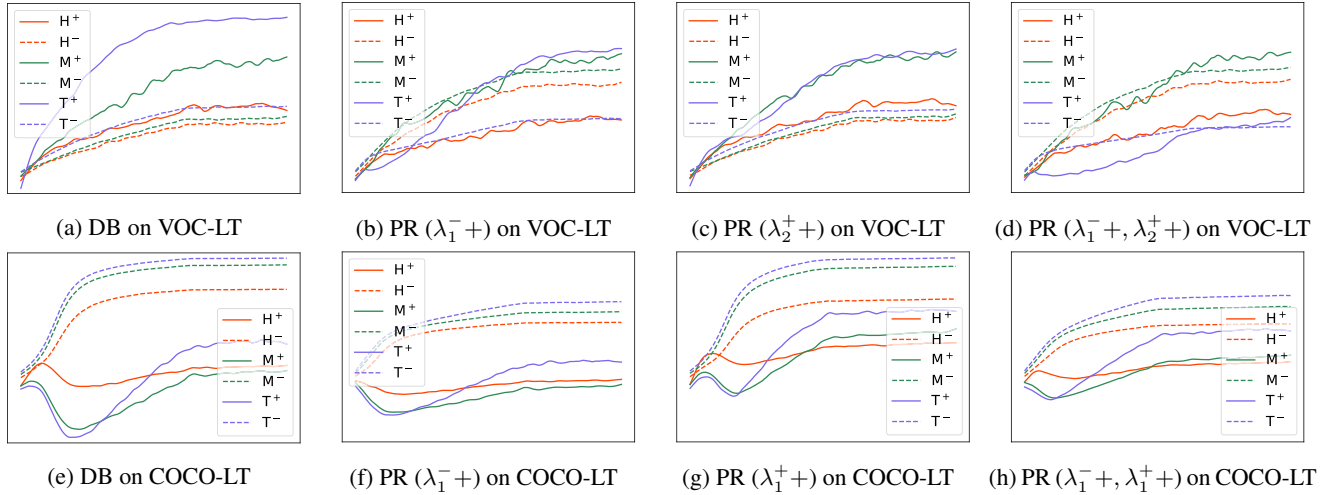 H+
H−
M+
M−
T+
T−
H+
H−
M+
M−
T+
T−
H+
H−
M+
M−
T+
T−
H+
H−
M+
M−
T+
T−
(a) DB on VOC-LT
(b) PR (λ₁⁻+) on VOC-LT
(c) PR (λ₂⁺+) on VOC-LT
(d) PR (λ₁⁻+, λ₂⁺+) on VOC-LT
H+
H−
M+
M−
T+
T−
H+
H−
M+
M−
T+
T−
H+
H−
M+
M−
T+
T−
H+
H−
M+
M−
T+
T−
(e) DB on COCO-LT
(f) PR (λ₁⁻+) on COCO-LT
(g) PR (λ₁⁺+) on COCO-LT
(h) PR (λ₁⁻+, λ₁⁺+) on COCO-LT